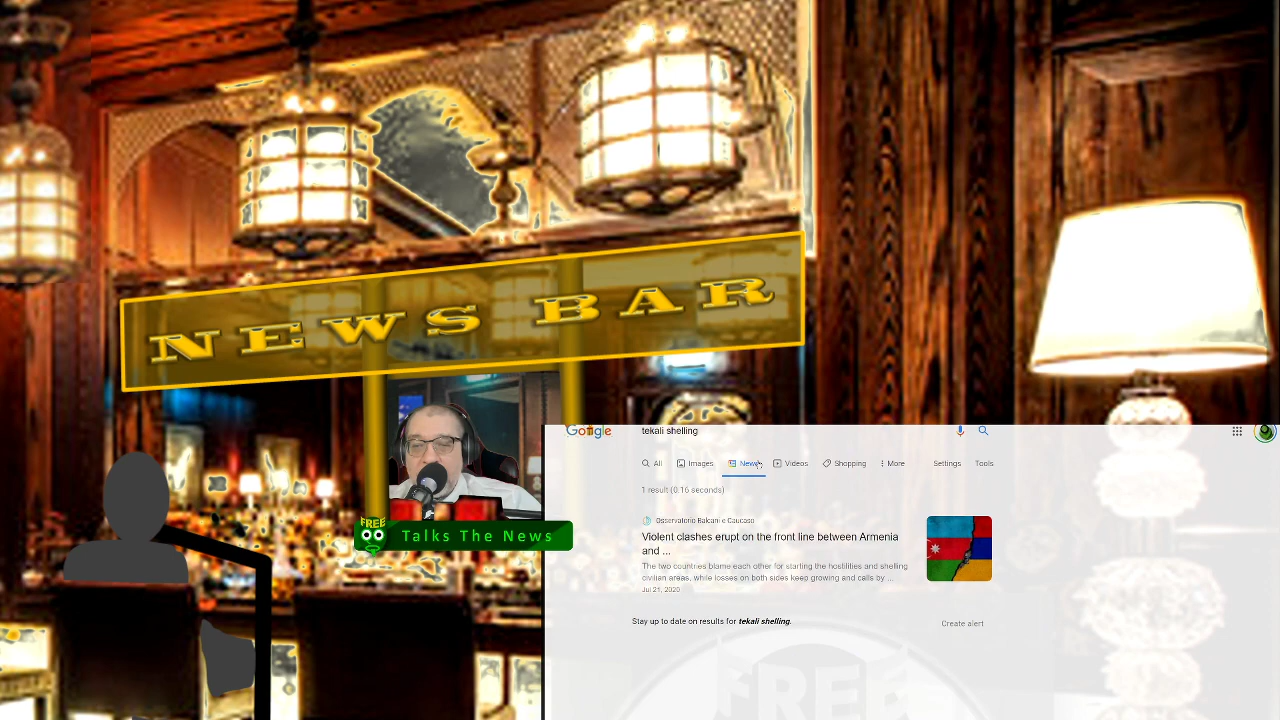 NEWS BAR
FREE
Talks The News
Google
tekali shelling
All
Images
News
Videos
Shopping
More
Settings
Tools
1 result (0.16 seconds)
Osservatorio Balcani e Caucaso
Violent clashes erupt on the front line between Armenia
and ...
The two countries blame each other for starting the hostilities and shelling
civilian areas, while losses on both sides keep growing and calls by ...
Jul 21, 2020
Stay up to date on results for tekali shelling.
Create alert
FREE